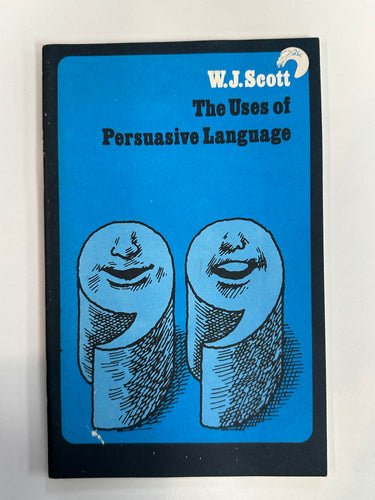 W.J.Scott
The Uses of
Persuasive Language